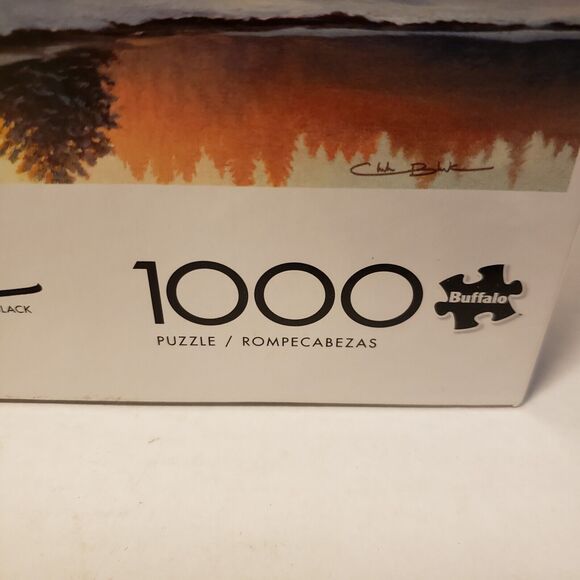 LACK
1000
Buffalo
PUZZLE / ROMPECABEZAS